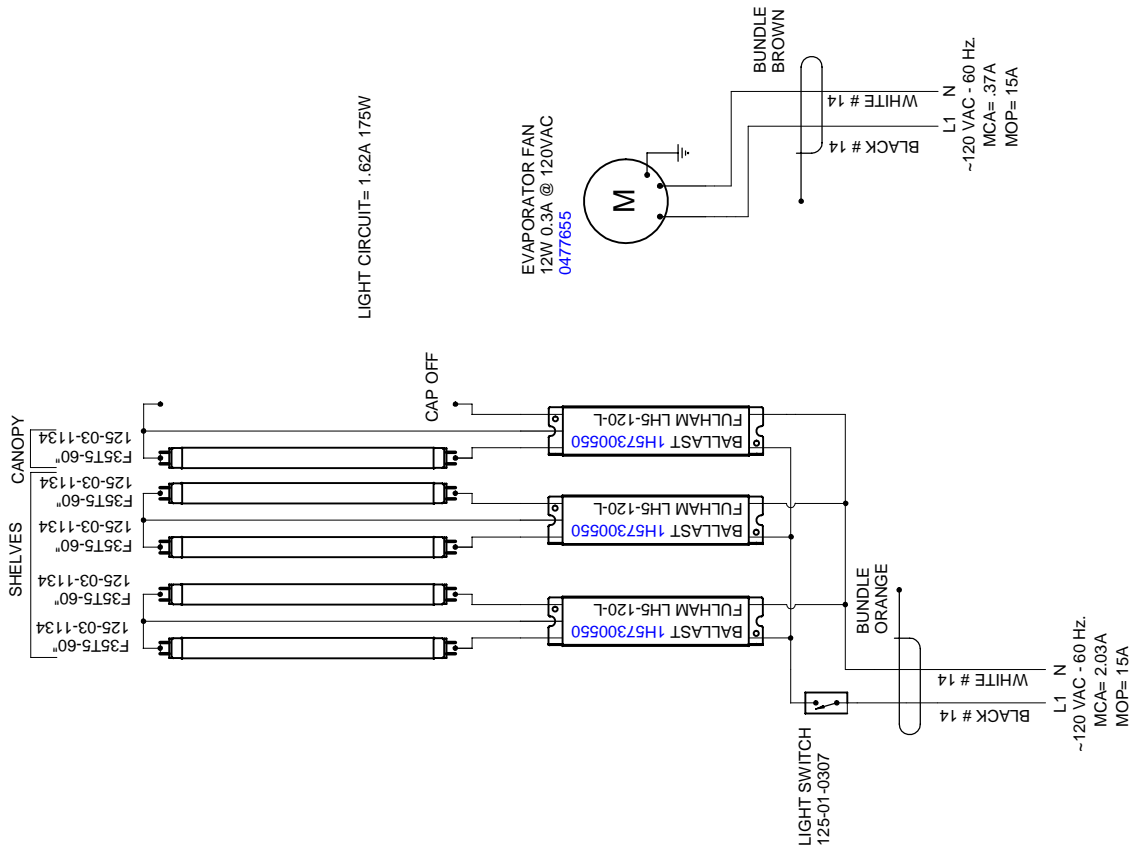 SHELVES
CANOPY
F35T5-60"
125-03-1134
F35T5-60"
125-03-1134
F35T5-60"
125-03-1134
F35T5-60"
125-03-1134
F35T5-60"
125-03-1134
CAP OFF
BALLAST 1H57300550
FULHAM LH5-120-L
BALLAST 1H57300550
FULHAM LH5-120-L
BALLAST 1H57300550
FULHAM LH5-120-L
LIGHT SWITCH
125-01-0307
BUNDLE
ORANGE
BLACK # 14
WHITE # 14
L1 N
~120 VAC - 60 Hz.
MCA= 2.03A
MOP= 15A
LIGHT CIRCUIT= 1.62A 175W
EVAPORATOR FAN
12W 0.3A @ 120VAC
0477655
M
BUNDLE
BROWN
BLACK # 14
WHITE # 14
L1 N
~120 VAC - 60 Hz.
MCA= .37A
MOP= 15A